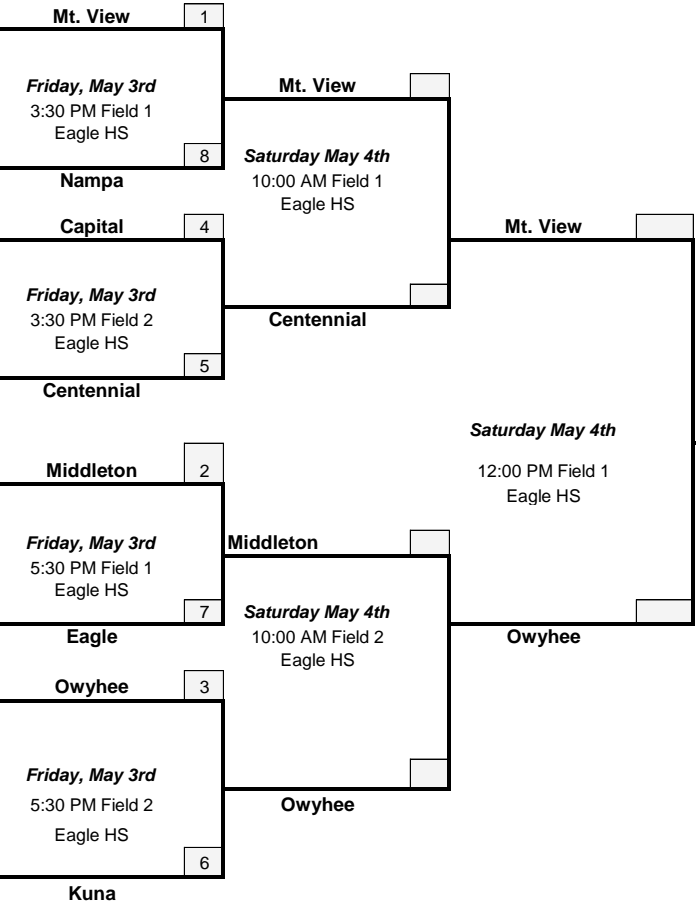 Mt. View 1
Friday, May 3rd
3:30 PM Field 1
Eagle HS
8
Nampa
Capital 4
Friday, May 3rd
3:30 PM Field 2
Eagle HS
5
Centennial
Middleton 2
Friday, May 3rd
5:30 PM Field 1
Eagle HS
7
Eagle
Owyhee 3
Friday, May 3rd
5:30 PM Field 2
Eagle HS
6
Kuna
Mt. View
Saturday May 4th
10:00 AM Field 1
Eagle HS
Centennial
Middleton
Saturday May 4th
10:00 AM Field 2
Eagle HS
Owyhee
Mt. View
Saturday May 4th
12:00 PM Field 1
Eagle HS
Owyhee